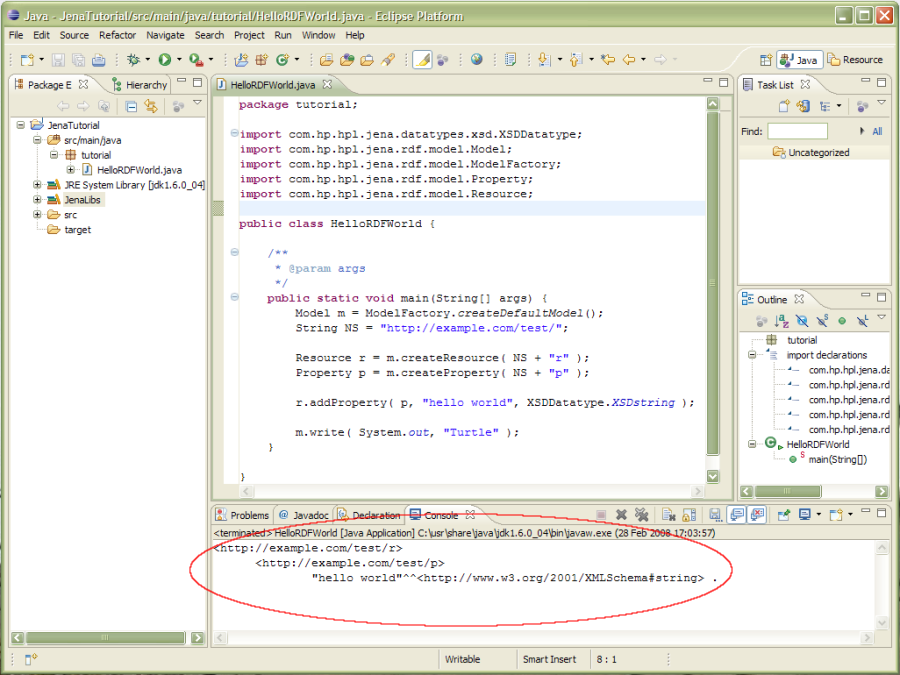 Java - JenaTutorial/src/main/java/tutorial/HelloRDFWorld.java - Eclipse Platform
File Edit Source Refactor Navigate Search Project Run Window Help
Java Resource
Package E Hierarchy
JenaTutorial
src/main/java
tutorial
HelloRDFWorld.java
JRE System Library [jdk1.6.0_04]
JenaLibs
src
target
HelloRDFWorld.java
package tutorial;
import com.hp.hpl.jena.datatypes.xsd.XSDDatatype;
import com.hp.hpl.jena.rdf.model.Model;
import com.hp.hpl.jena.rdf.model.ModelFactory;
import com.hp.hpl.jena.rdf.model.Property;
import com.hp.hpl.jena.rdf.model.Resource;
public class HelloRDFWorld {
/**
* @param args
*/
public static void main(String[] args) {
Model m = ModelFactory.createDefaultModel();
String NS = "http://example.com/test/";
Resource r = m.createResource( NS + "r" );
Property p = m.createProperty( NS + "p" );
r.addProperty( p, "hello world", XSDDatatype.XSDstring );
m.write( System.out, "Turtle" );
}
}
Task List
Find: All
Uncategorized
Outline
tutorial
import declarations
com.hp.hpl.jena.da
com.hp.hpl.jena.rd
com.hp.hpl.jena.rd
com.hp.hpl.jena.rd
com.hp.hpl.jena.rd
HelloRDFWorld
main(String[])
Problems Javadoc Declaration Console
<terminated> HelloRDFWorld [Java Application] C:\usr\share\java\jdk1.6.0_04\bin\javaw.exe (28 Feb 2008 17:03:57)
<http://example.com/test/r>
<http://example.com/test/p>
"hello world"^^<http://www.w3.org/2001/XMLSchema#string> .
Writable Smart Insert 8 : 1